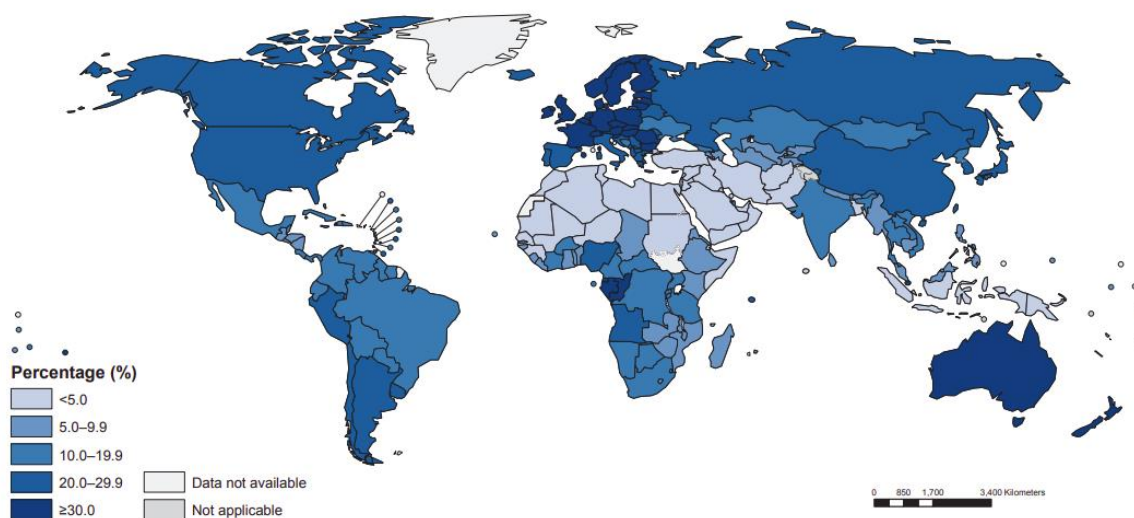 Percentage (%)
<5.0
5.0–9.9
10.0–19.9
20.0–29.9
≥30.0
Data not available
Not applicable
0 850 1,700 3,400 Kilometers